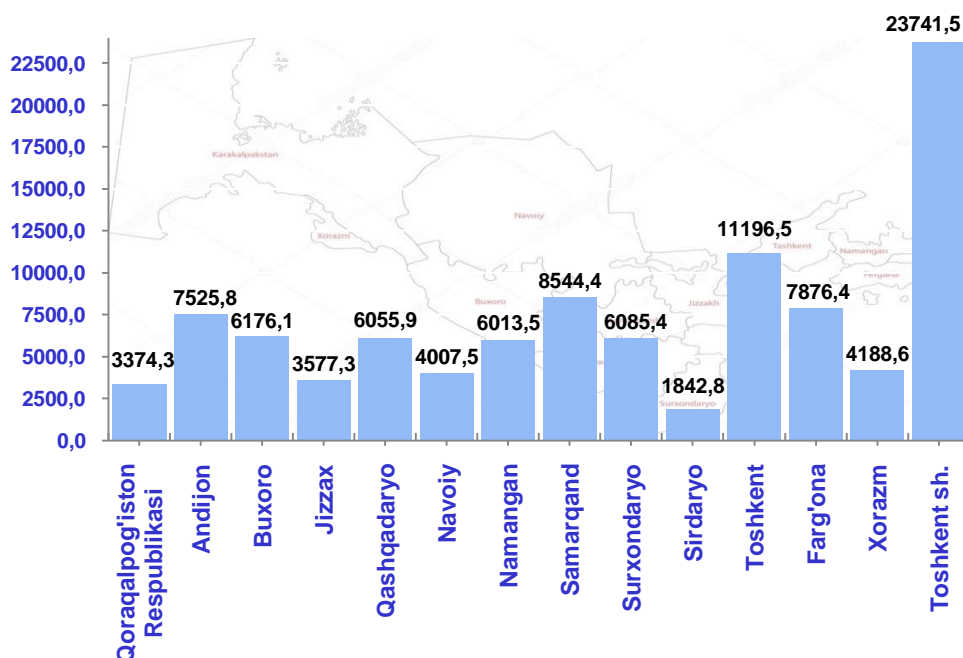 23741,5
22500,0
20000,0
17500,0
15000,0
12500,0
10000,0
7500,0
5000,0
2500,0
0,0
Karakalpakstan
Xorazm
Navoiy
Buxoro
Jizzakh
Tashkent
Namangan
Fergana
Surxondaryo
3374,3
7525,8
6176,1
3577,3
6055,9
4007,5
6013,5
8544,4
6085,4
1842,8
11196,5
7876,4
4188,6
Qoraqalpog'iston
Respublikasi
Andijon
Buxoro
Jizzax
Qashqadaryo
Navoiy
Namangan
Samarqand
Surxondaryo
Sirdaryo
Toshkent
Farg'ona
Xorazm
Toshkent sh.